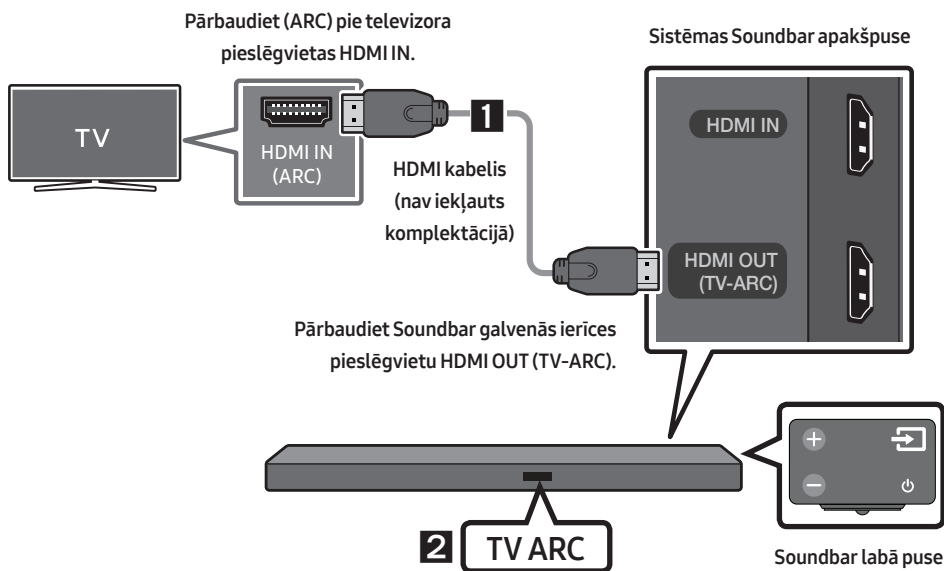 Pārbaudiet (ARC) pie televizora
pieslēgvietas HDMI IN.
Sistēmas Soundbar apakšpuse
TV
HDMI IN
(ARC)
1
HDMI kabelis
(nav iekļauts
komplektācijā)
HDMI IN
HDMI OUT
(TV-ARC)
Pārbaudiet Soundbar galvenās ierīces
pieslēgvietu HDMI OUT (TV-ARC).
2
TV ARC
Soundbar labā puse